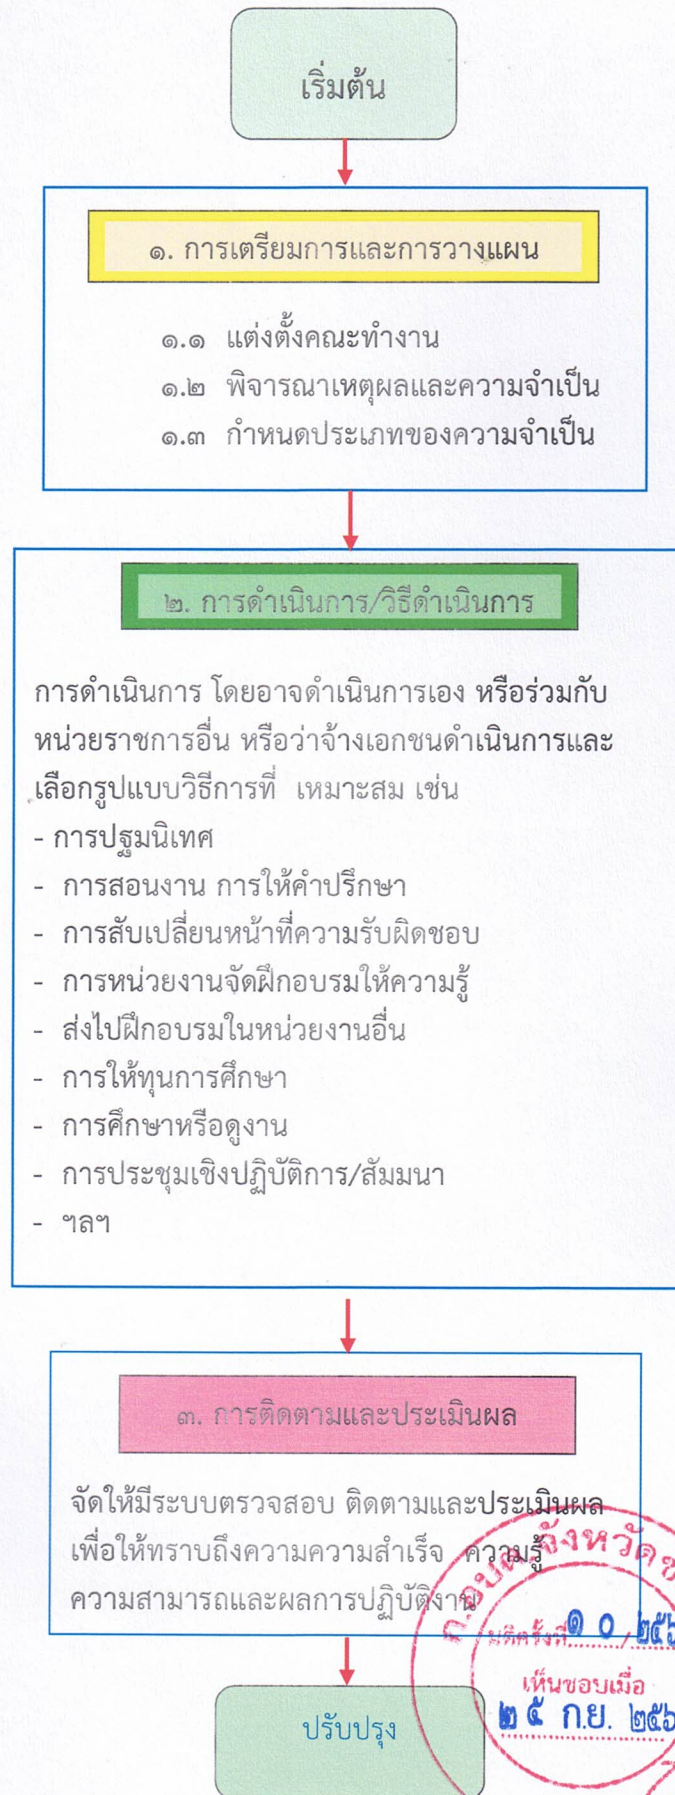 เริ่มต้น
๑. การเตรียมการและการวางแผน
๑.๑ แต่งตั้งคณะทำงาน
๑.๒ พิจารณาเหตุผลและความจำเป็น
๑.๓ กำหนดประเภทของความจำเป็น
๒. การดำเนินการ/วิธีดำเนินการ
การดำเนินการ โดยอาจดำเนินการเอง หรือร่วมกับ
หน่วยราชการอื่น หรือว่าจ้างเอกชนดำเนินการและ
เลือกรูปแบบวิธีการที่ เหมาะสม เช่น
- การปฐมนิเทศ
- การสอนงาน การให้คำปรึกษา
- การสับเปลี่ยนหน้าที่ความรับผิดชอบ
- การหน่วยงานจัดฝึกอบรมให้ความรู้
- ส่งไปฝึกอบรมในหน่วยงานอื่น
- การให้ทุนการศึกษา
- การศึกษาหรือดูงาน
- การประชุมเชิงปฏิบัติการ/สัมมนา
- ฯลฯ
๓. การติดตามและประเมินผล
จัดให้มีระบบตรวจสอบ ติดตามและประเมินผล
เพื่อให้ทราบถึงความความสำเร็จ ความรู้
ความสามารถและผลการปฏิบัติงาน
ก.อบต.จังหวัด
มติครั้งที่ ๑๐ / ๒๕๖
เห็นชอบเมื่อ
๒๕ ก.ย. ๒๕๖
ปรับปรุง